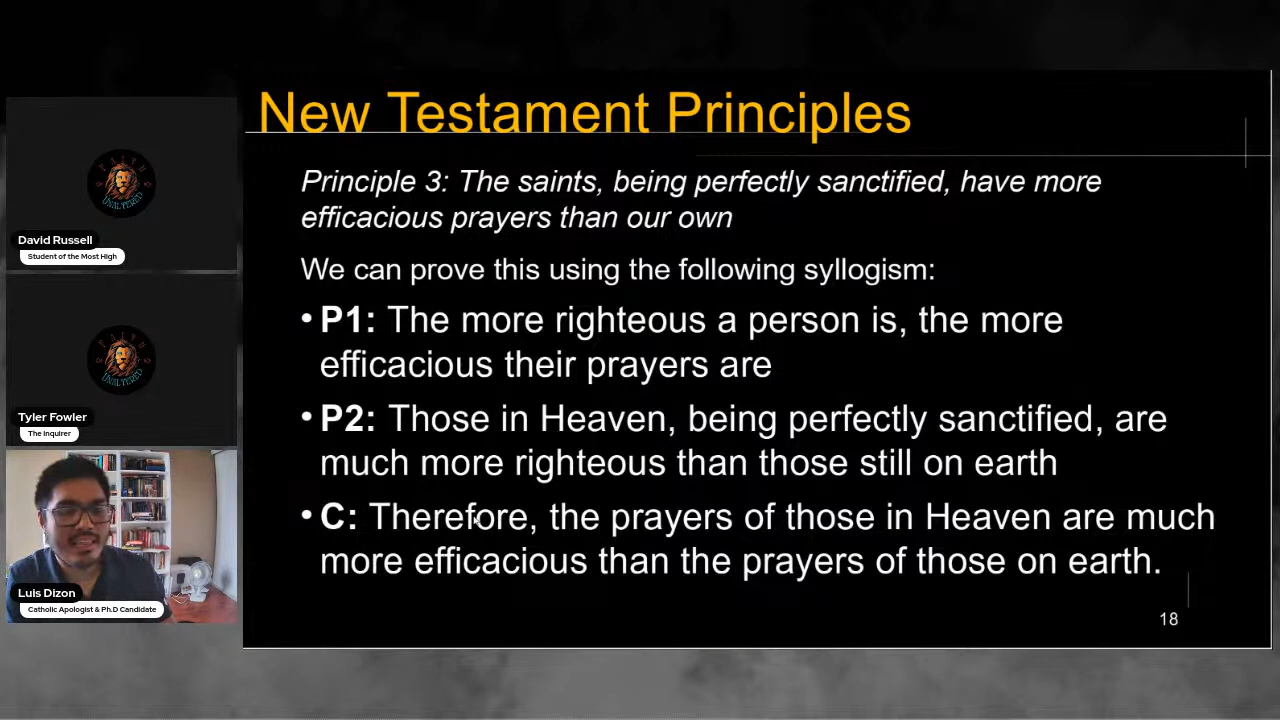 New Testament Principles
Principle 3: The saints, being perfectly sanctified, have more
efficacious prayers than our own
We can prove this using the following syllogism:
• P1: The more righteous a person is, the more
efficacious their prayers are
• P2: Those in Heaven, being perfectly sanctified, are
much more righteous than those still on earth
• C: Therefore, the prayers of those in Heaven are much
more efficacious than the prayers of those on earth.
18
FAITH
UNALTERED
David Russell
Student of the Most High
FAITH
UNALTERED
Tyler Fowler
The Inquirer
Luis Dizon
Catholic Apologist & Ph.D Candidate